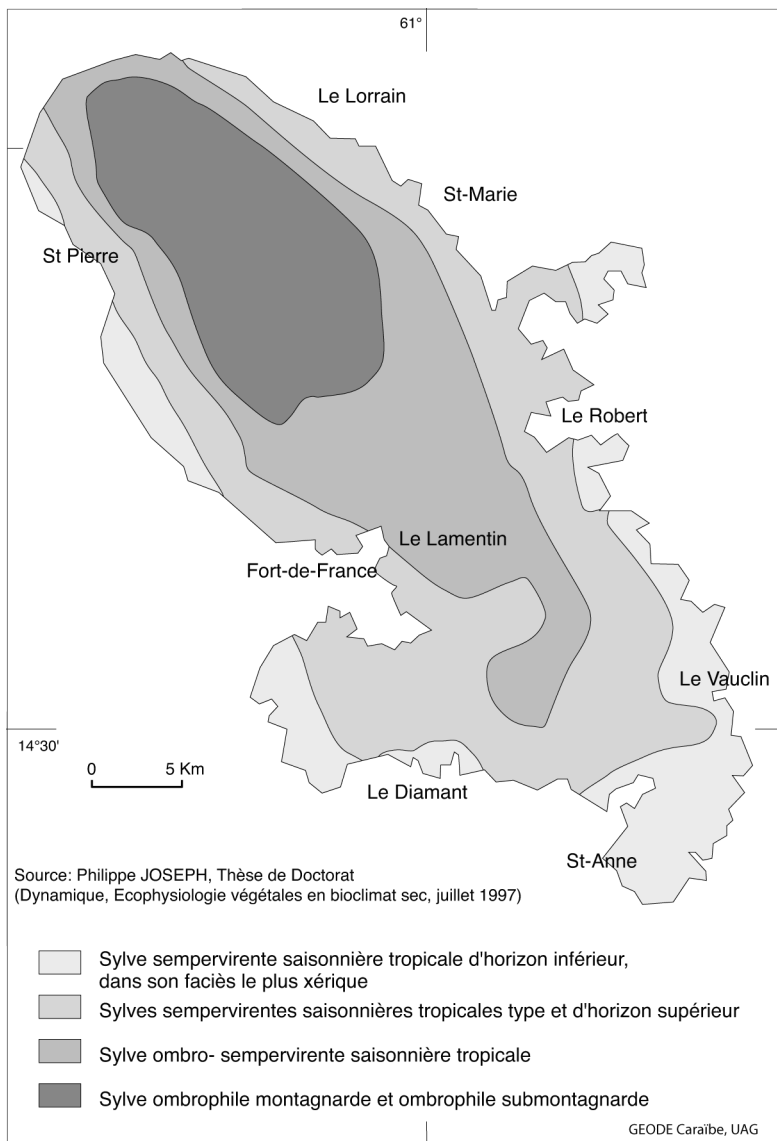 61°
Le Lorrain
St-Marie
St Pierre
Le Robert
Le Lamentin
Fort-de-France
Le Vauclin
14°30'
0 5 Km
Le Diamant
St-Anne
Source: Philippe JOSEPH, Thèse de Doctorat
(Dynamique, Ecophysiologie végétales en bioclimat sec, juillet 1997)
Sylve sempervirente saisonnière tropicale d'horizon inférieur,
dans son faciès le plus xérique
Sylves sempervirentes saisonnières tropicales type et d'horizon supérieur
Sylve ombro- sempervirente saisonnière tropicale
Sylve ombrophile montagnarde et ombrophile submontagnarde
GEODE Caraïbe, UAG